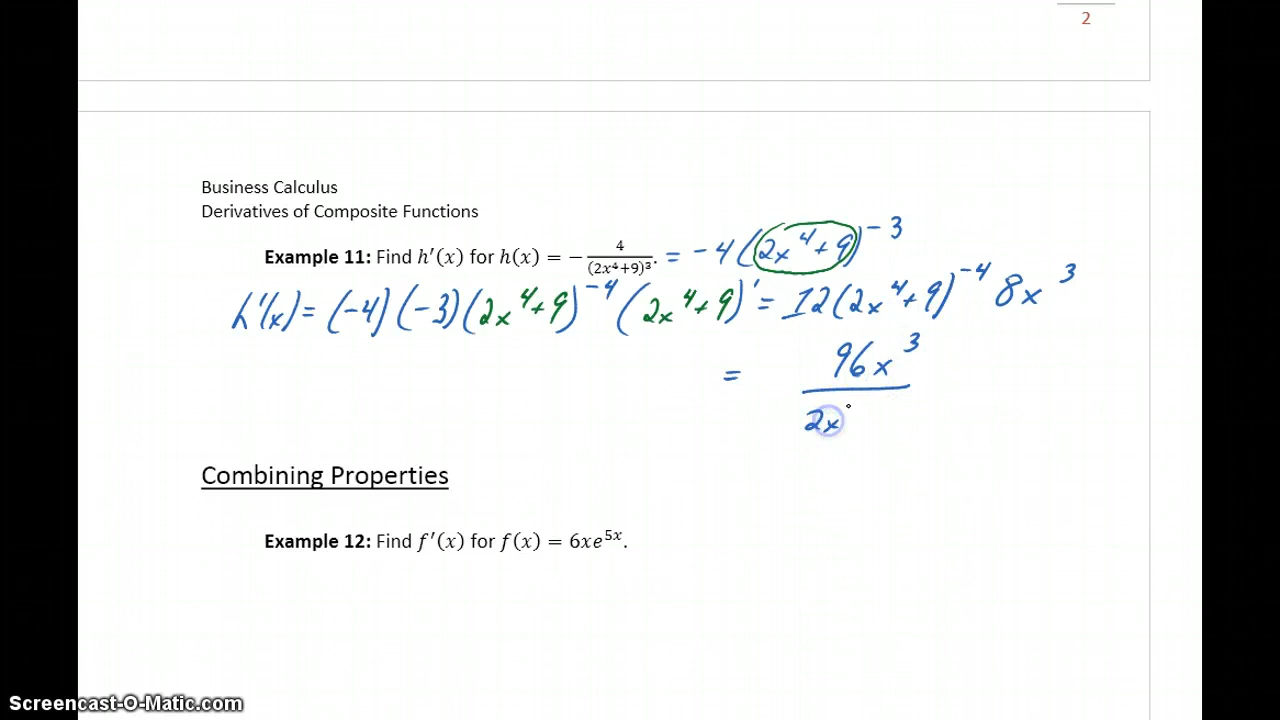 2
Business Calculus
Derivatives of Composite Functions
Example 11: Find h′(x) for h(x) = − 4/(2x⁴+9)³. = −4(2x⁴+9)⁻³
h'(x) = (−4)(−3)(2x⁴+9)⁻⁴(2x⁴+9)' = 12(2x⁴+9)⁻⁴ 8x³
= 96x³
2x
Combining Properties
Example 12: Find f′(x) for f(x) = 6xe⁵ˣ.
Screencast-O-Matic.com